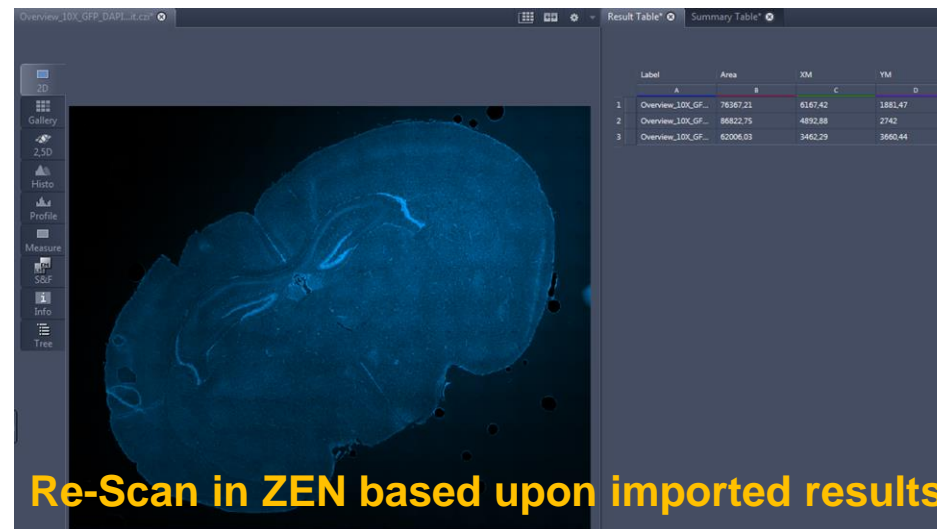 Overview_10X_GFP_DAPI...it.czi*
Result Table* Summary Table*
2D
Gallery
2,5D
Histo
Profile
Measure
S&F
Info
Tree
Label Area XM YM
A B C D
1 Overview_10X_GF... 76367,21 6167,42 1881,47
2 Overview_10X_GF... 86822,75 4892,88 2742
3 Overview_10X_GF... 62006,03 3462,29 3660,44
Re-Scan in ZEN based upon imported results